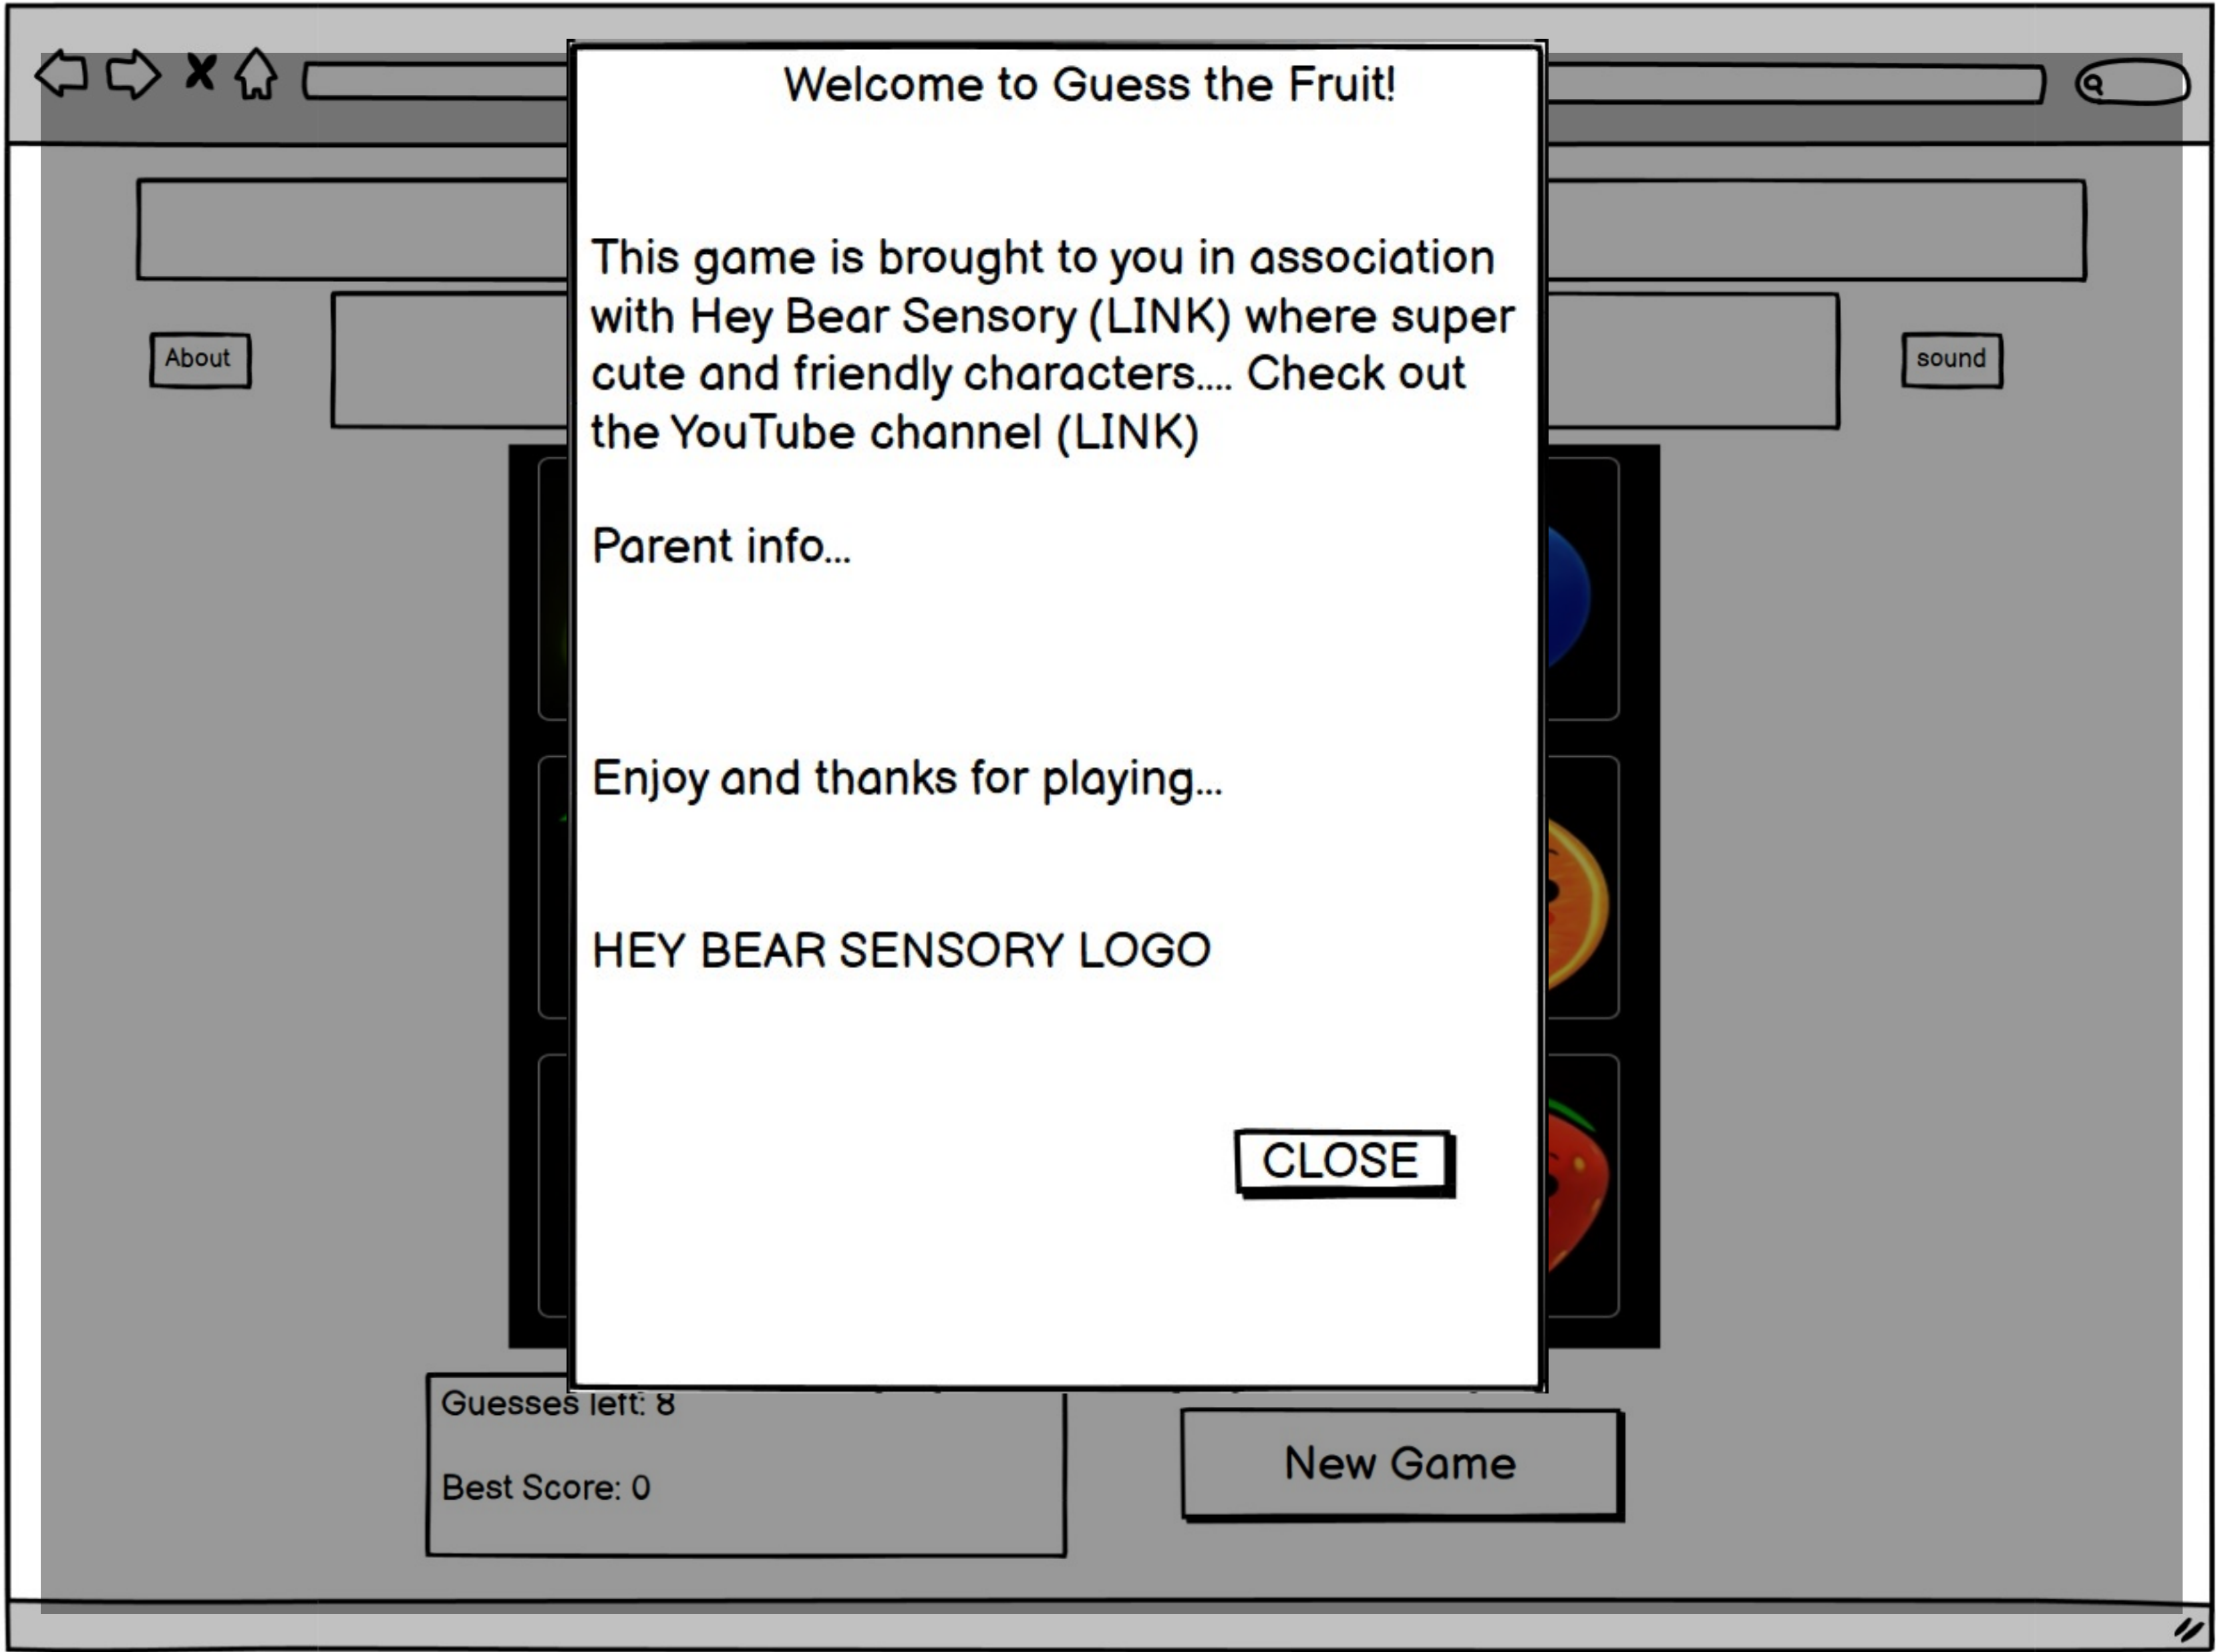 Welcome to Guess the Fruit!
This game is brought to you in association
with Hey Bear Sensory (LINK) where super
cute and friendly characters.... Check out
the YouTube channel (LINK)
Parent info...
Enjoy and thanks for playing...
HEY BEAR SENSORY LOGO
CLOSE
About
sound
Guesses left: 8
Best Score: 0
New Game